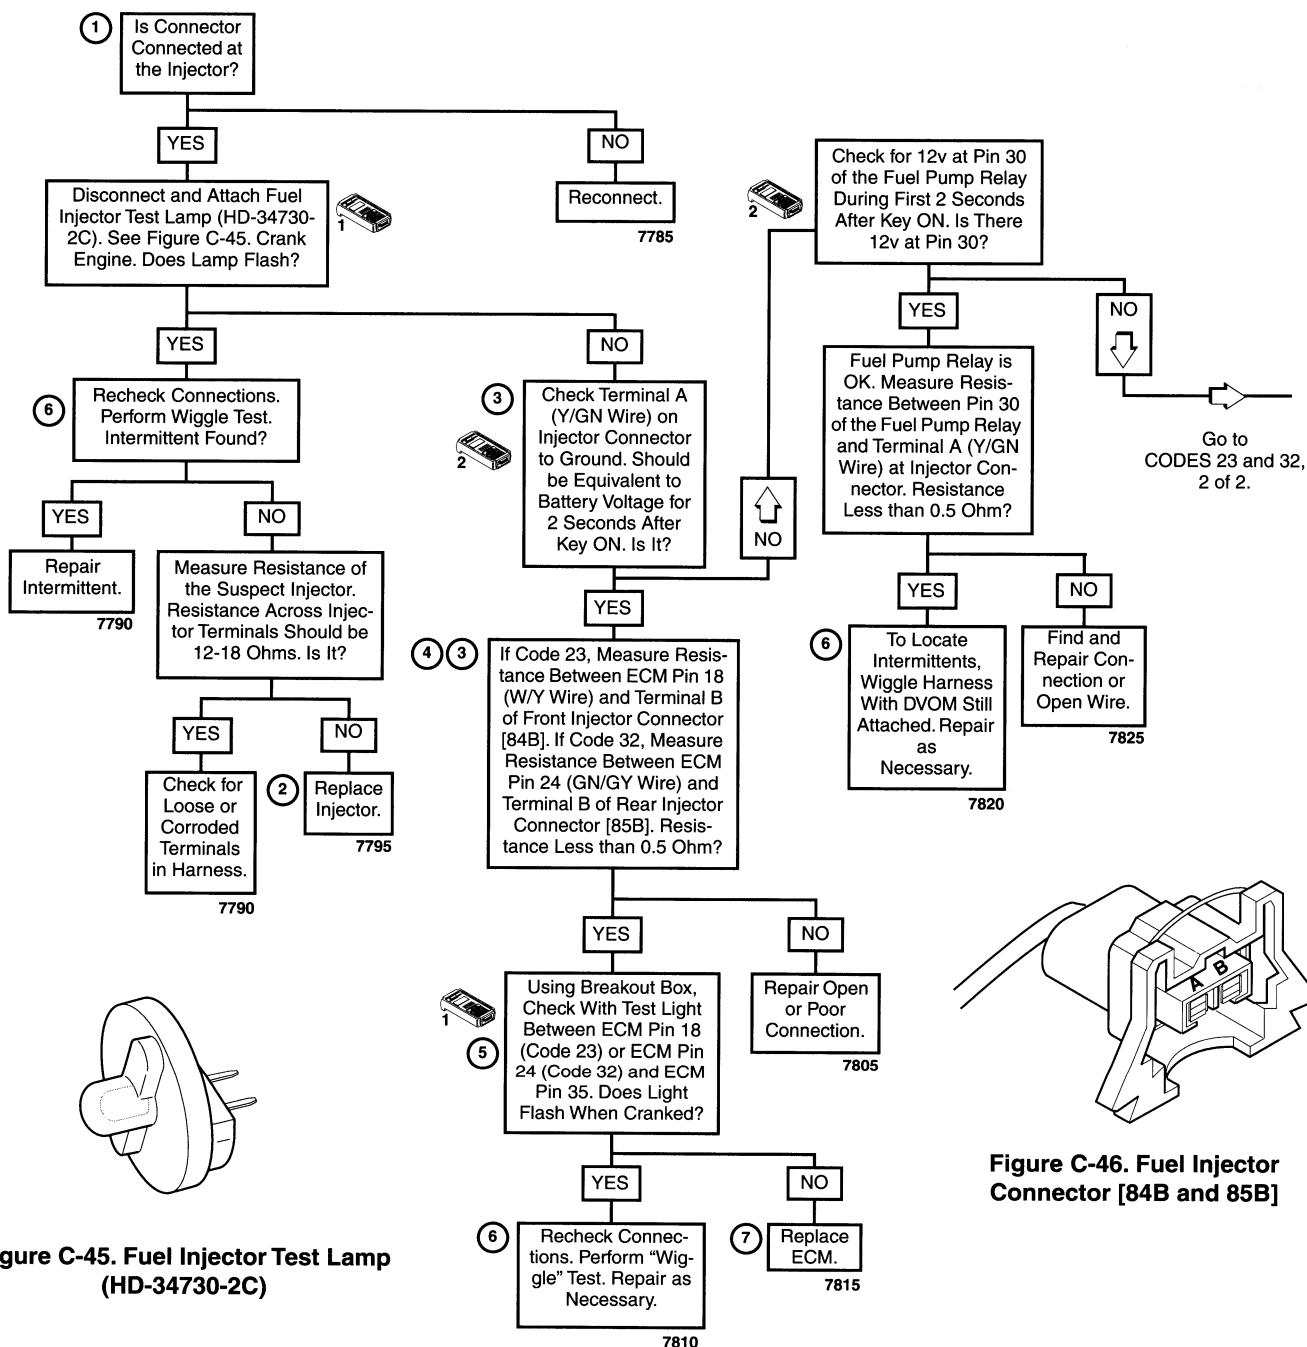 1
Is Connector
Connected at
the Injector?
YES
NO
Disconnect and Attach Fuel
Injector Test Lamp (HD-34730-
2C). See Figure C-45. Crank
Engine. Does Lamp Flash?
1
Reconnect.
7785
YES
NO
6
Recheck Connections.
Perform Wiggle Test.
Intermittent Found?
YES
NO
Repair
Intermittent.
7790
Measure Resistance of
the Suspect Injector.
Resistance Across Injec-
tor Terminals Should be
12-18 Ohms. Is It?
YES
NO
Check for
Loose or
Corroded
Terminals
in Harness.
7790
2
Replace
Injector.
7795
3
2
Check Terminal A
(Y/GN Wire) on
Injector Connector
to Ground. Should
be Equivalent to
Battery Voltage for
2 Seconds After
Key ON. Is It?
NO
YES
4
3
If Code 23, Measure Resis-
tance Between ECM Pin 18
(W/Y Wire) and Terminal B
of Front Injector Connector
[84B]. If Code 32, Measure
Resistance Between ECM
Pin 24 (GN/GY Wire) and
Terminal B of Rear Injector
Connector [85B]. Resis-
tance Less than 0.5 Ohm?
YES
NO
1
5
Using Breakout Box,
Check With Test Light
Between ECM Pin 18
(Code 23) or ECM Pin
24 (Code 32) and ECM
Pin 35. Does Light
Flash When Cranked?
Repair Open
or Poor
Connection.
7805
YES
NO
6
Recheck Connec-
tions. Perform “Wig-
gle” Test. Repair as
Necessary.
7810
7
Replace
ECM.
7815
2
Check for 12v at Pin 30
of the Fuel Pump Relay
During First 2 Seconds
After Key ON. Is There
12v at Pin 30?
YES
NO
Go to
CODES 23 and 32,
2 of 2.
Fuel Pump Relay is
OK. Measure Resis-
tance Between Pin 30
of the Fuel Pump Relay
and Terminal A (Y/GN
Wire) at Injector Con-
nector. Resistance
Less than 0.5 Ohm?
YES
NO
6
To Locate
Intermittents,
Wiggle Harness
With DVOM Still
Attached. Repair
as
Necessary.
7820
Find and
Repair Con-
nection or
Open Wire.
7825
A
B
Figure C-46. Fuel Injector
Connector [84B and 85B]
gure C-45. Fuel Injector Test Lamp
(HD-34730-2C)